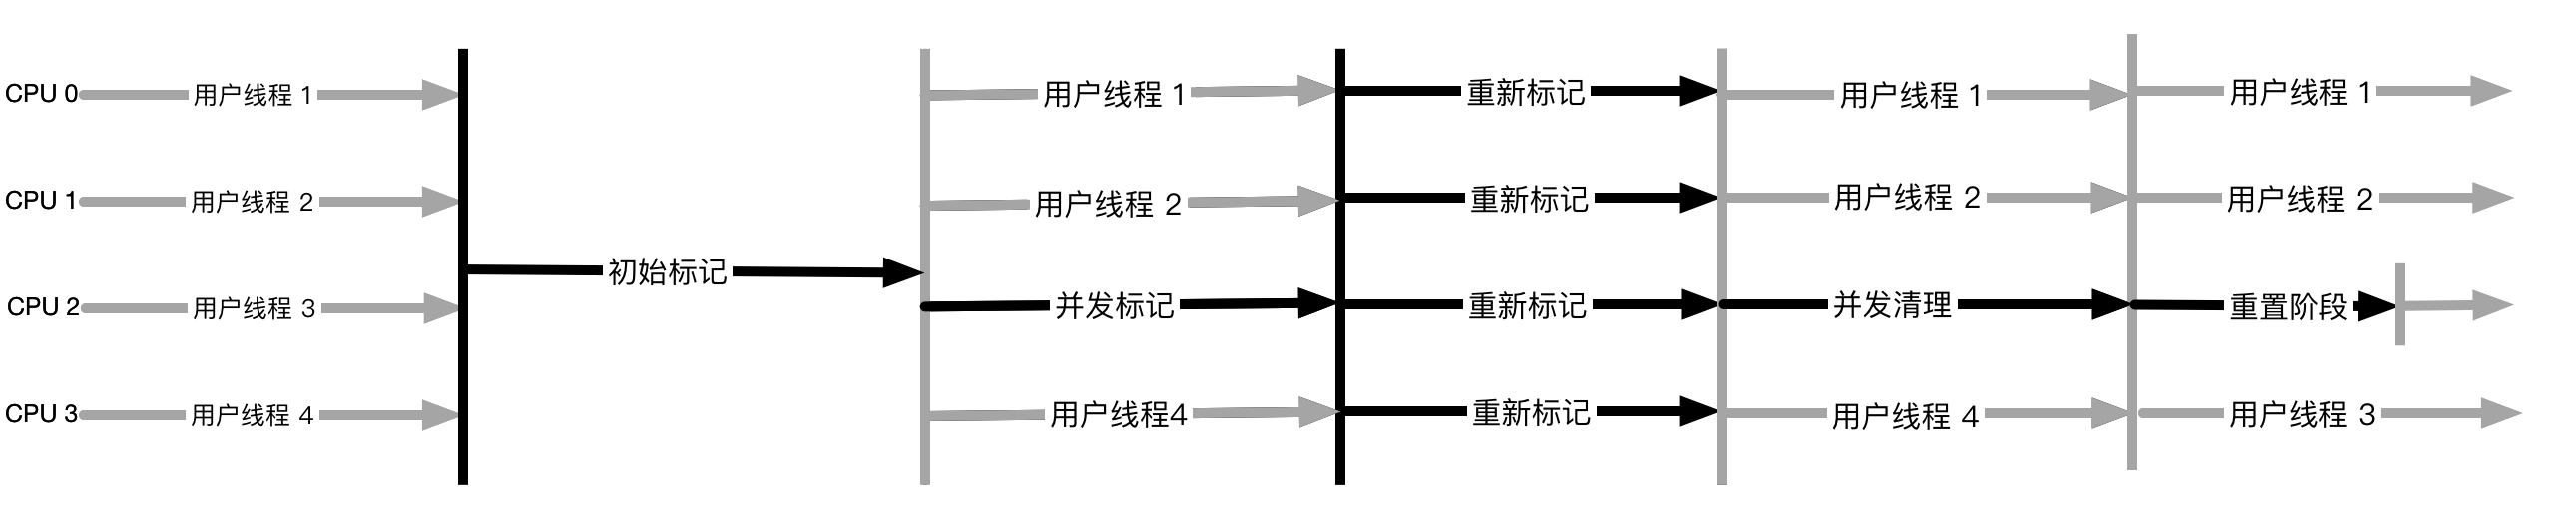 CPU 0 用户线程 1 用户线程 1 重新标记 用户线程 1 用户线程 1
CPU 1 用户线程 2 用户线程 2 重新标记 用户线程 2 用户线程 2
初始标记
CPU 2 用户线程 3 并发标记 重新标记 并发清理 重置阶段
CPU 3 用户线程 4 用户线程4 重新标记 用户线程 4 用户线程 3